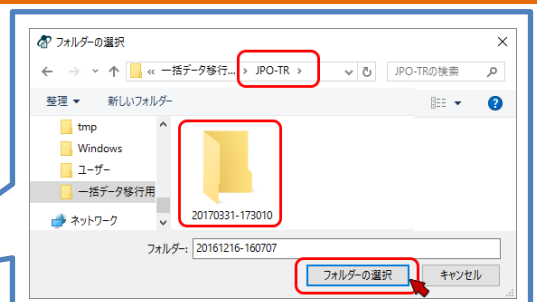 フォルダーの選択
« 一括データ移行... › JPO-TR ›
JPO-TRの検索
整理 新しいフォルダー
tmp
Windows
ユーザー
一括データ移行用
ネットワーク
20170331-173010
フォルダー: 20161216-160707
フォルダーの選択 キャンセル